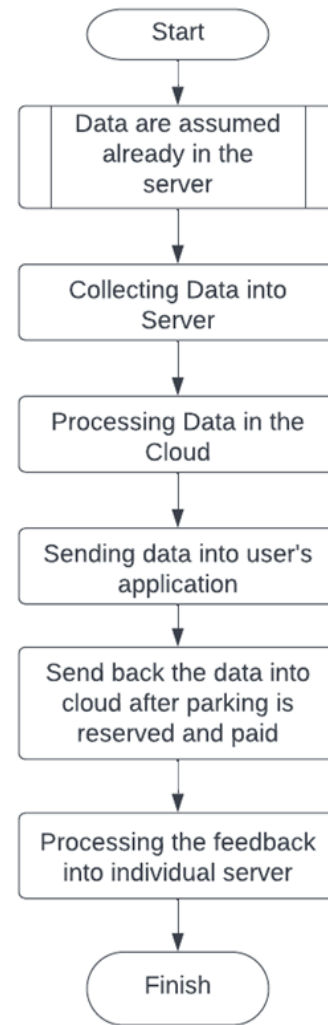 Start
Data are assumed
already in the
server
Collecting Data into
Server
Processing Data in the
Cloud
Sending data into user's
application
Send back the data into
cloud after parking is
reserved and paid
Processing the feedback
into individual server
Finish